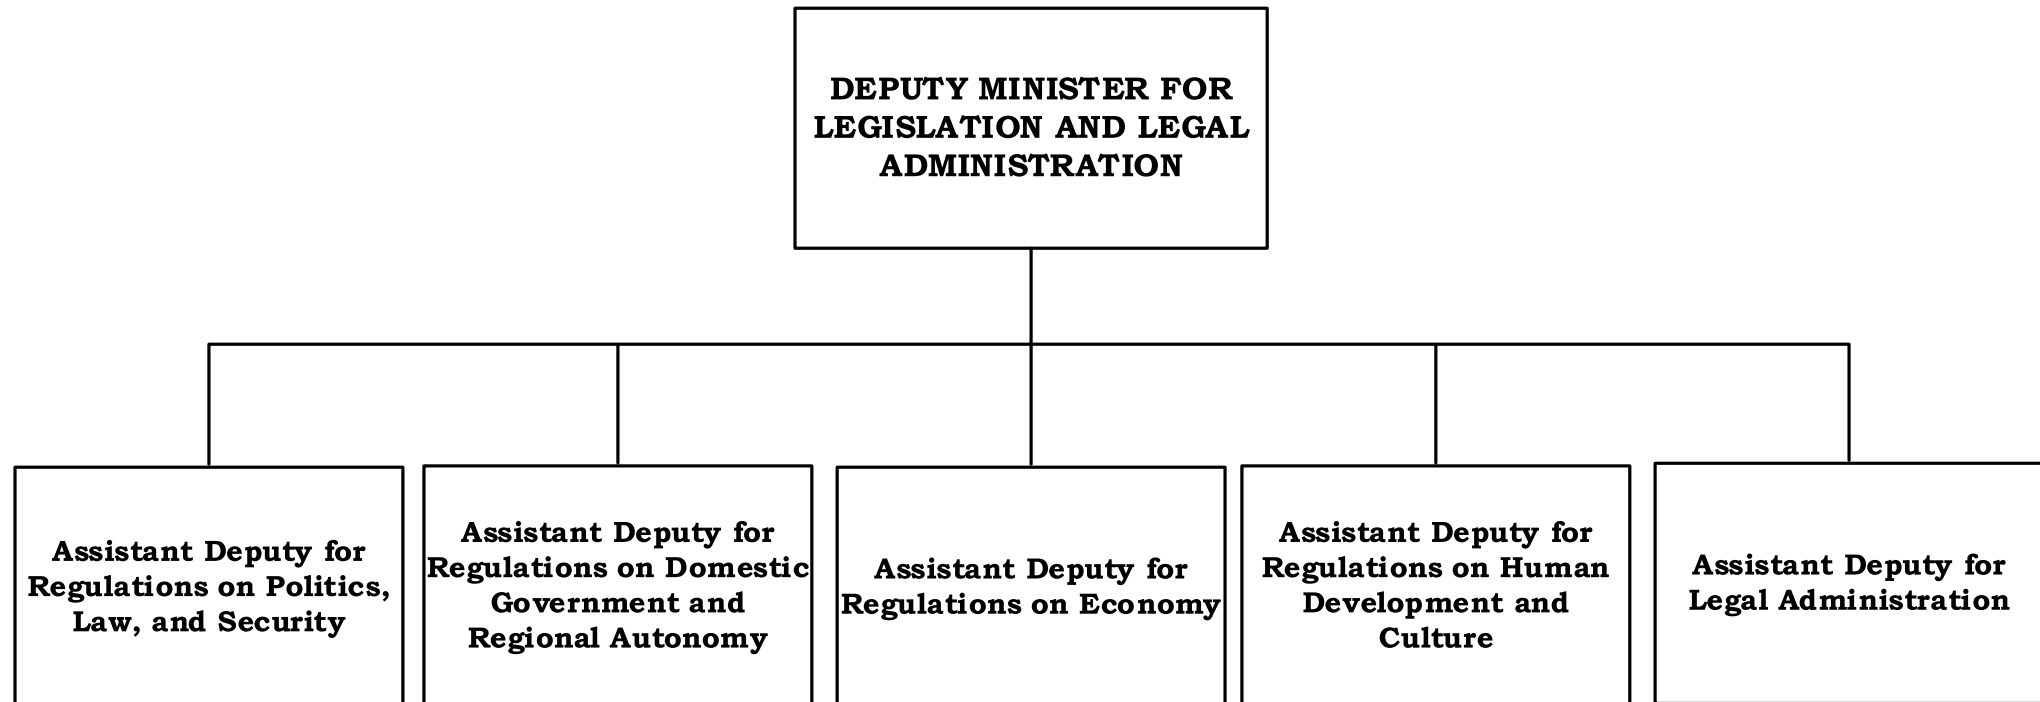 DEPUTY MINISTER FOR
LEGISLATION AND LEGAL
ADMINISTRATION
Assistant Deputy for
Regulations on Politics,
Law, and Security
Assistant Deputy for
Regulations on Domestic
Government and
Regional Autonomy
Assistant Deputy for
Regulations on Economy
Assistant Deputy for
Regulations on Human
Development and
Culture
Assistant Deputy for
Legal Administration